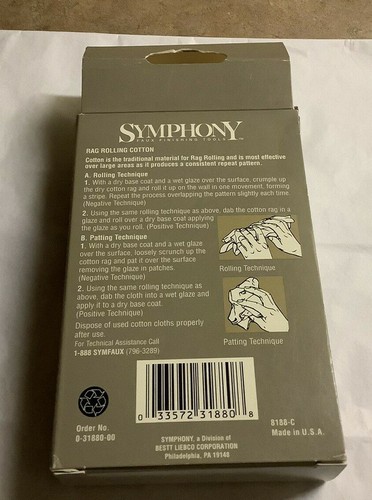 SYMPHONY™
FAUX FINISHING TOOLS
RAG ROLLING COTTON
Cotton is the traditional material for Rag Rolling and is most effective
over large areas as it produces a consistent repeat pattern.
A. Rolling Technique
1. With a dry base coat and a wet glaze over the surface, crumple up
the dry cotton rag and roll it up on the wall in one movement, forming
a stripe. Repeat the process overlapping the pattern slightly each time.
(Negative Technique)
2. Using the same rolling technique as above, dab the cotton rag in a
glaze and roll over a dry base coat applying
the glaze as you roll. (Positive Technique)
B. Patting Technique
1. With a dry base coat and a wet glaze
over the surface, loosely scrunch up the
cotton rag and pat it over the surface
removing the glaze in patches.
(Negative Technique)
Rolling Technique
2. Using the same rolling technique as
above, dab the cloth into a wet glaze and
apply it to a dry base coat.
(Positive Technique)
Dispose of used cotton cloths properly
after use.
For Technical Assistance Call
1-888 SYMFAUX (796-3289)
Patting Technique
0 33572 31880 8
Order No.
0-31880-00
8188-C
Made in U.S.A.
SYMPHONY, a Division of
BESTT LIEBCO CORPORATION
Philadelphia, PA 19140